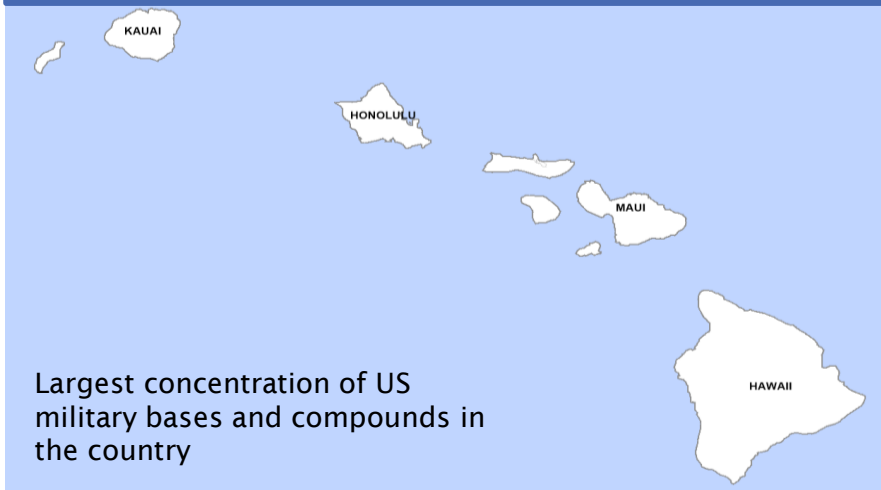 KAUAI
HONOLULU
MAUI
HAWAII
Largest concentration of US
military bases and compounds in
the country